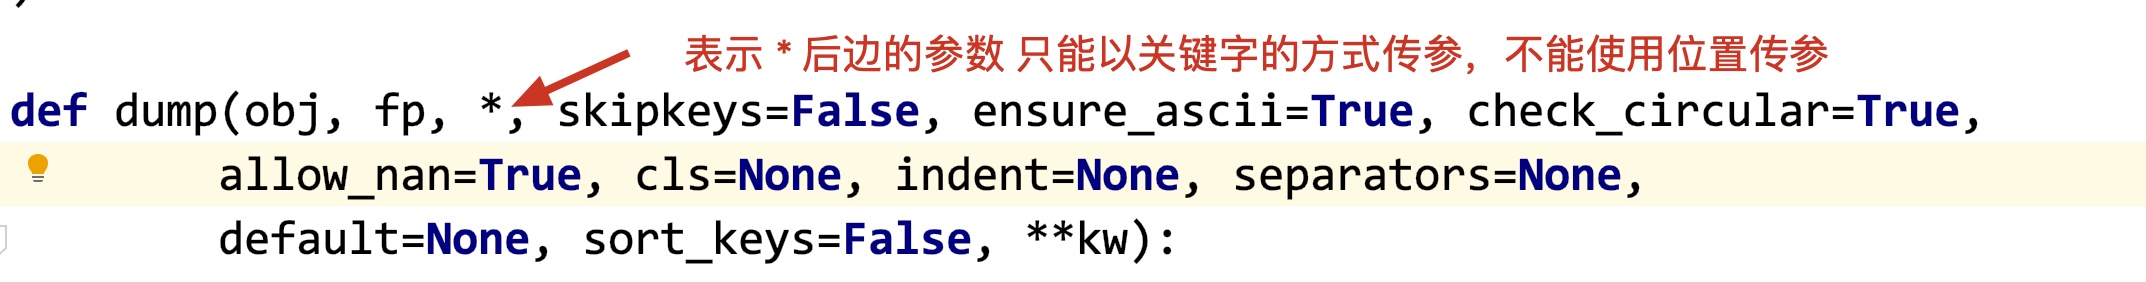 表示 * 后边的参数 只能以关键字的方式传参，不能使用位置传参
def dump(obj, fp, *, skipkeys=False, ensure_ascii=True, check_circular=True,
allow_nan=True, cls=None, indent=None, separators=None,
default=None, sort_keys=False, **kw):